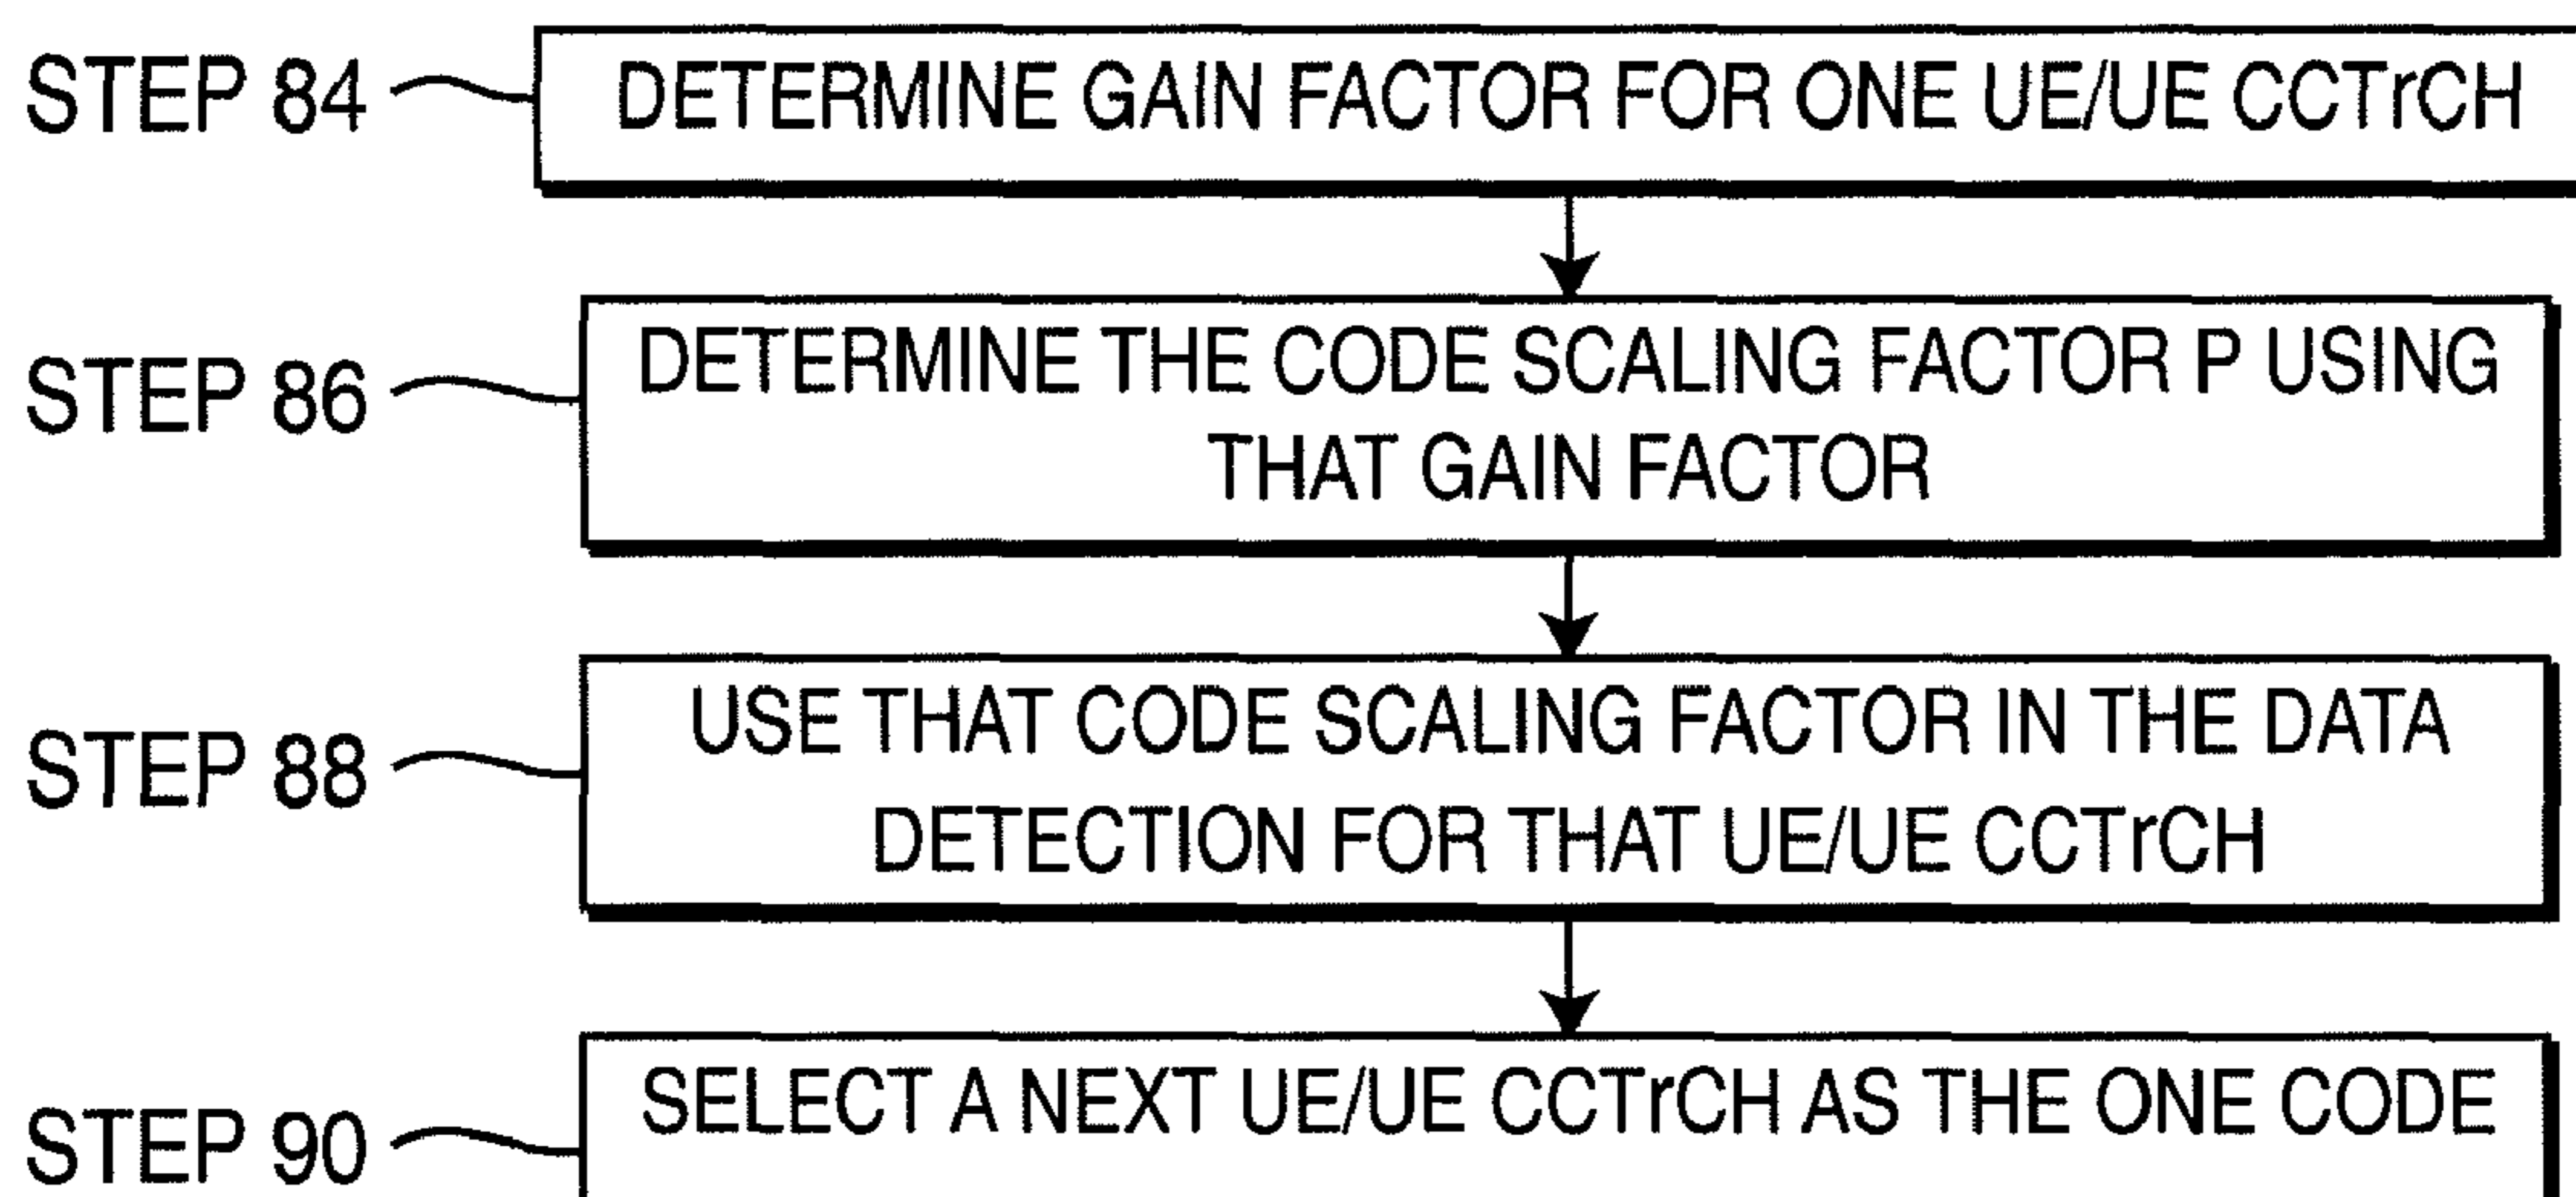 STEP 84
DETERMINE GAIN FACTOR FOR ONE UE/UE CCTrCH
STEP 86
DETERMINE THE CODE SCALING FACTOR P USING
THAT GAIN FACTOR
STEP 88
USE THAT CODE SCALING FACTOR IN THE DATA
DETECTION FOR THAT UE/UE CCTrCH
STEP 90
SELECT A NEXT UE/UE CCTrCH AS THE ONE CODE